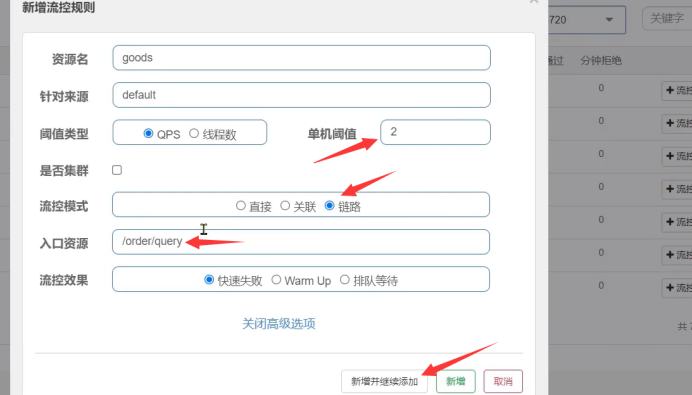 新增流控规则
720
关键字
资源名 goods
通过 分钟拒绝
针对来源 default
0
流控
阈值类型 QPS 线程数 单机阈值 2
0
流控
是否集群
0
流控
流控模式 直接 关联 链路
0
流控
入口资源 /order/query
0
流控
流控效果 快速失败 Warm Up 排队等待
0
流控
0
流控
关闭高级选项
共 7
新增并继续添加 新增 取消